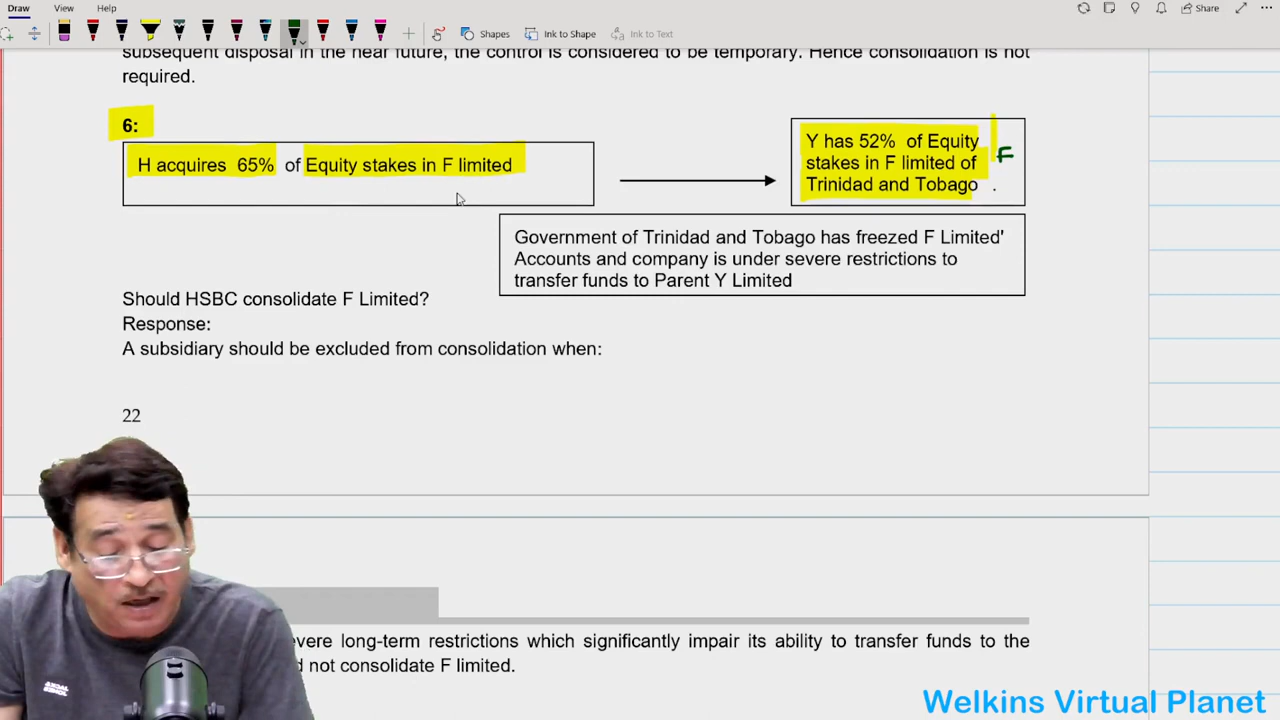 Draw View Help
Share
Shapes Ink to Shape Ink to Text
subsequent disposal in the near future, the control is considered to be temporary. Hence consolidation is not
required.
6:
H acquires 65% of Equity stakes in F limited
Y has 52% of Equity
stakes in F limited of
Trinidad and Tobago .
F
Government of Trinidad and Tobago has freezed F Limited'
Accounts and company is under severe restrictions to
transfer funds to Parent Y Limited
Should HSBC consolidate F Limited?
Response:
A subsidiary should be excluded from consolidation when:
22
long-term restrictions which significantly impair its ability to transfer funds to the
not consolidate F limited.
Welkins Virtual Planet